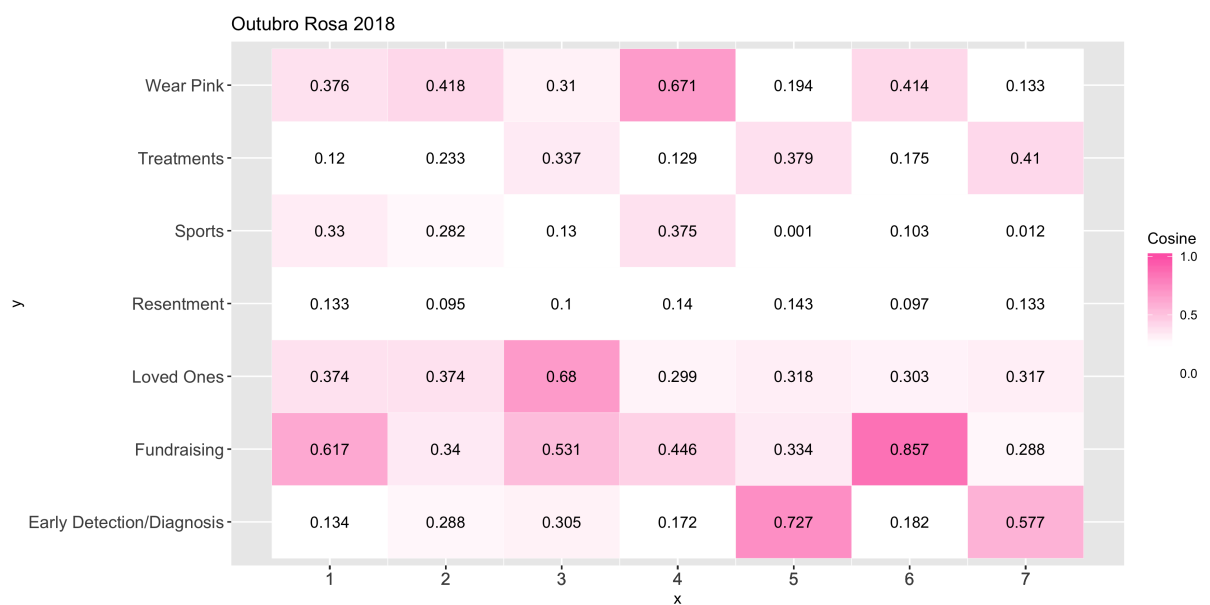 Outubro Rosa 2018
Wear Pink 0.376 0.418 0.31 0.671 0.194 0.414 0.133
Treatments 0.12 0.233 0.337 0.129 0.379 0.175 0.41
Sports 0.33 0.282 0.13 0.375 0.001 0.103 0.012
Resentment 0.133 0.095 0.1 0.14 0.143 0.097 0.133
Loved Ones 0.374 0.374 0.68 0.299 0.318 0.303 0.317
Fundraising 0.617 0.34 0.531 0.446 0.334 0.857 0.288
Early Detection/Diagnosis 0.134 0.288 0.305 0.172 0.727 0.182 0.577
1 2 3 4 5 6 7
x
y
Cosine
1.0
0.5
0.0